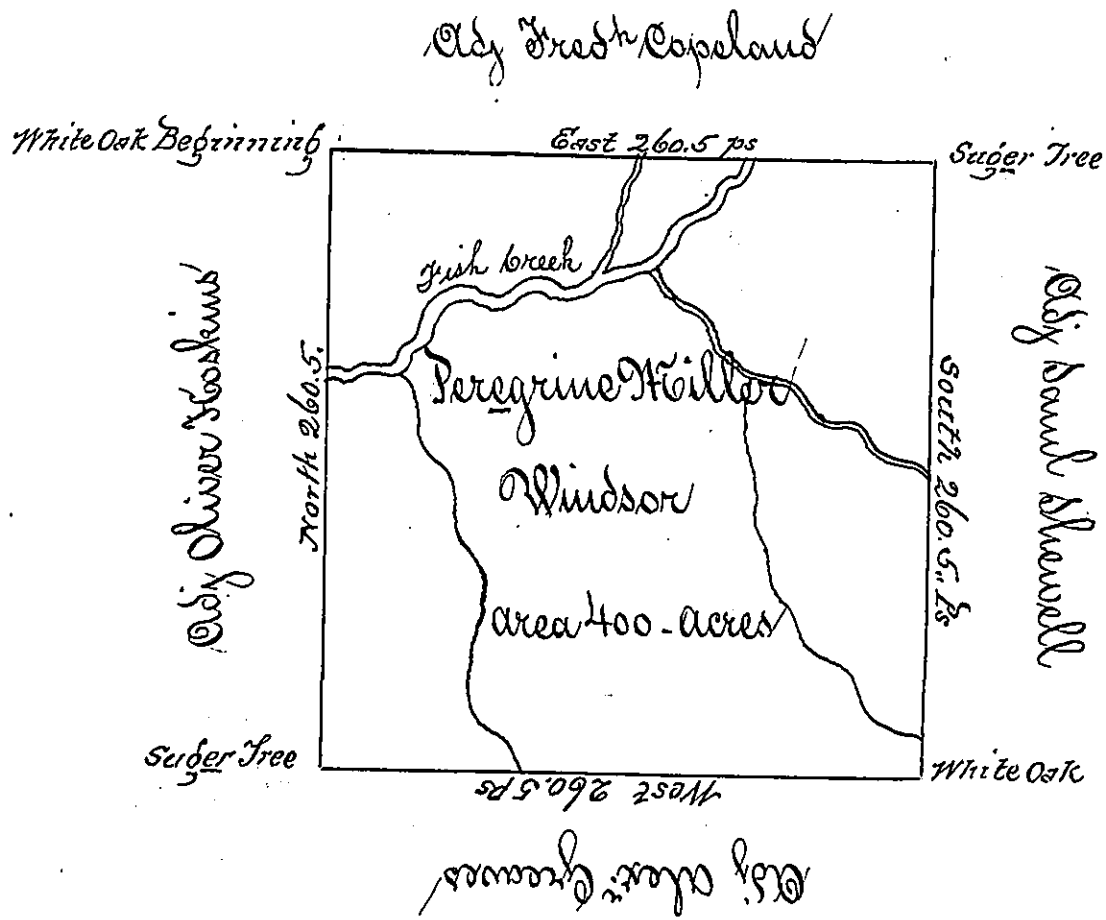 Adj Fredk Copeland
White Oak Beginning
East 260.5 ps
Suger Tree
Fish Creek
Adj Oliver Hoskins
North 260.5.
Peregrine Miller
Windsor
area 400 - acres
South 260.5,, Ps
Adj Saml Shewell
Suger Tree
White Oak
West 260.5 Ps
Adj Alexr Greaves